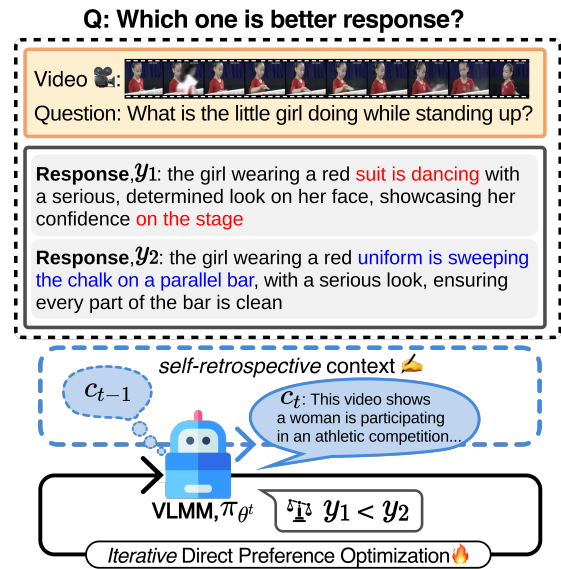 Q: Which one is better response?
Video 🎥:
Question: What is the little girl doing while standing up?
Response,y1: the girl wearing a red suit is dancing with
a serious, determined look on her face, showcasing her
confidence on the stage
Response,y2: the girl wearing a red uniform is sweeping
the chalk on a parallel bar, with a serious look, ensuring
every part of the bar is clean
self-retrospective context ✍️
c_{t-1}
c_t: This video shows
a woman is participating
in an athletic competition...
VLMM, π_{θ^t}
y1 < y2
Iterative Direct Preference Optimization🔥